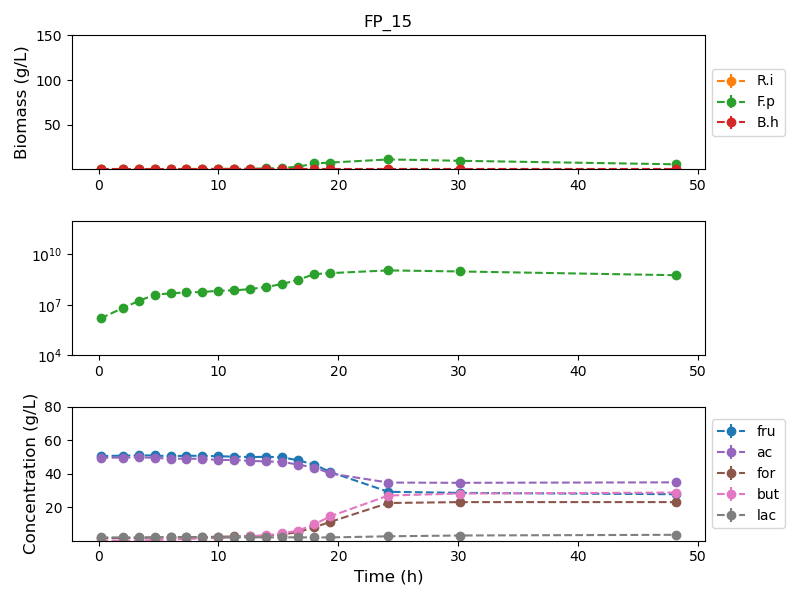 FP_15
Biomass (g/L)
150
100
50
0 10 20 30 40 50
R.i
F.p
B.h
10^10
10^7
10^4
0 10 20 30 40 50
Concentration (g/L)
80
60
40
20
0 10 20 30 40 50
Time (h)
fru
ac
for
but
lac